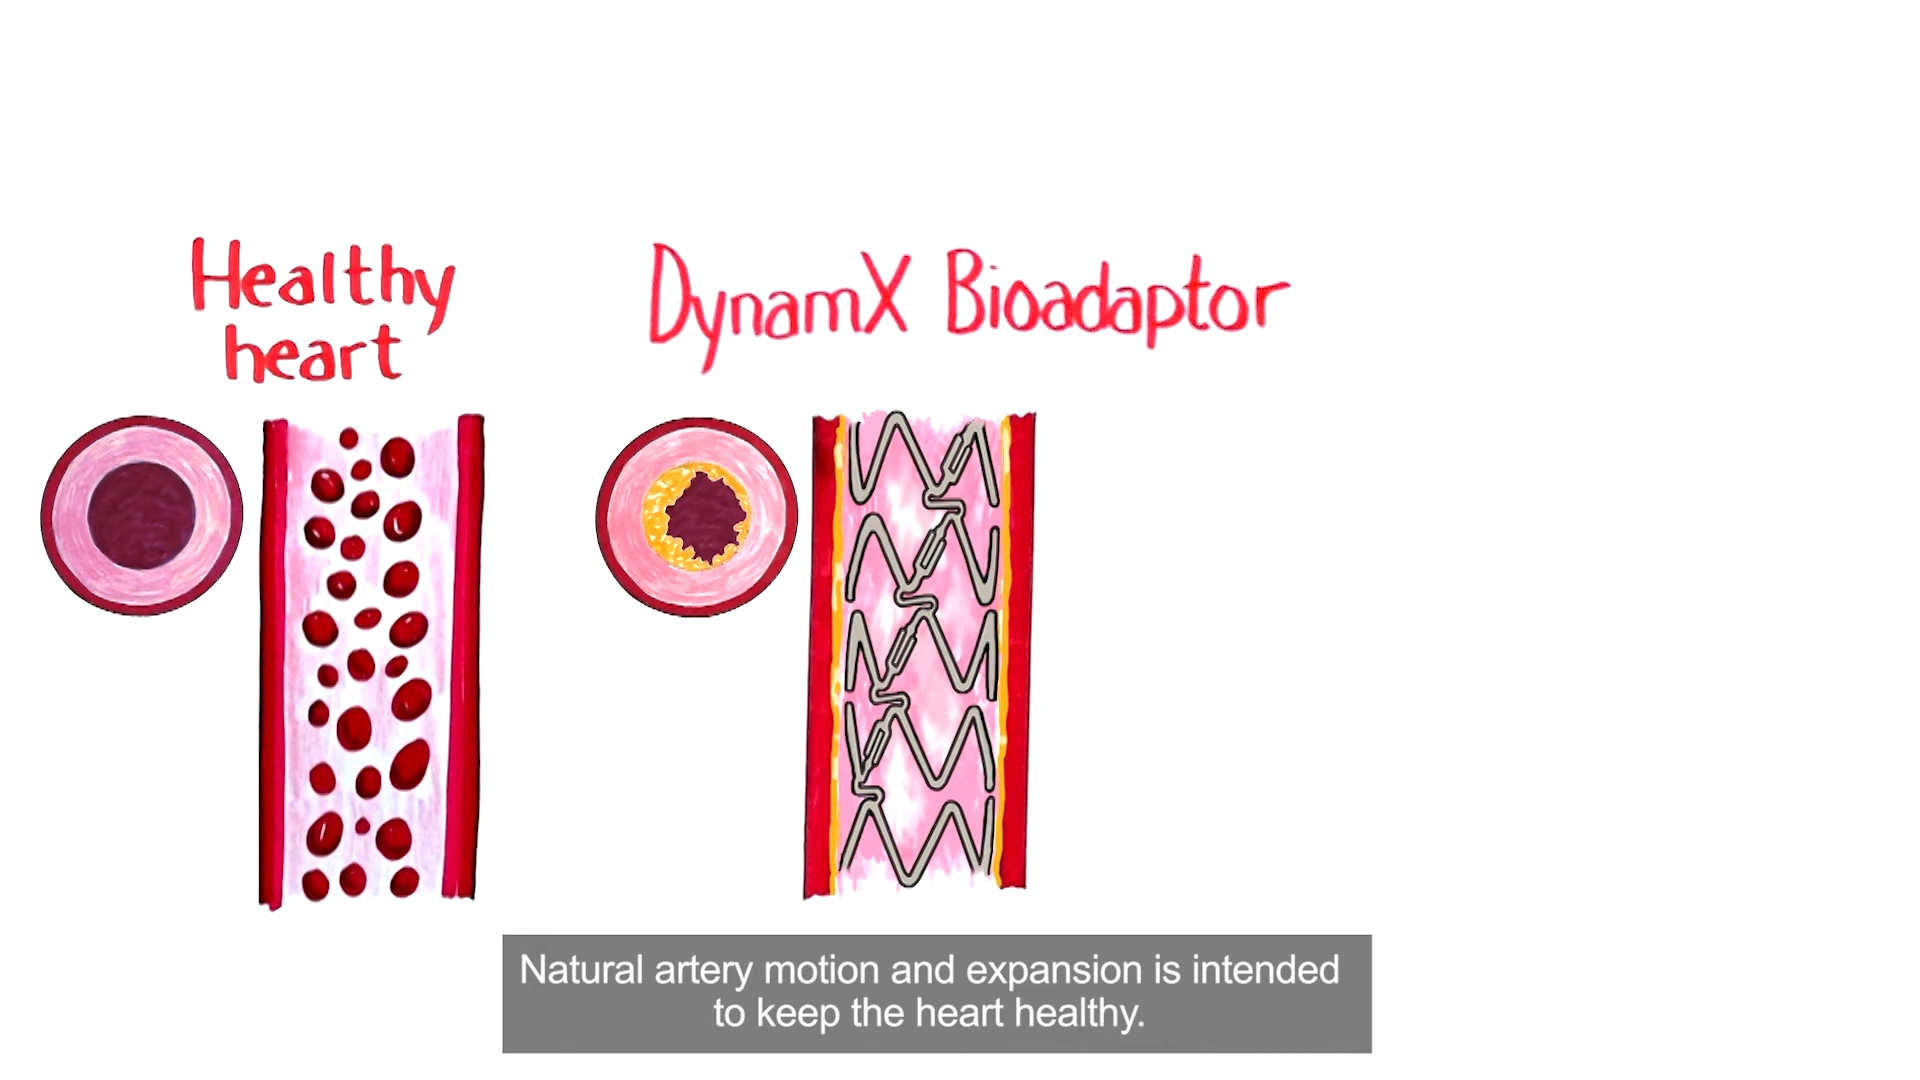 Healthy
heart
DynamX Bioadaptor
Natural artery motion and expansion is intended
to keep the heart healthy.